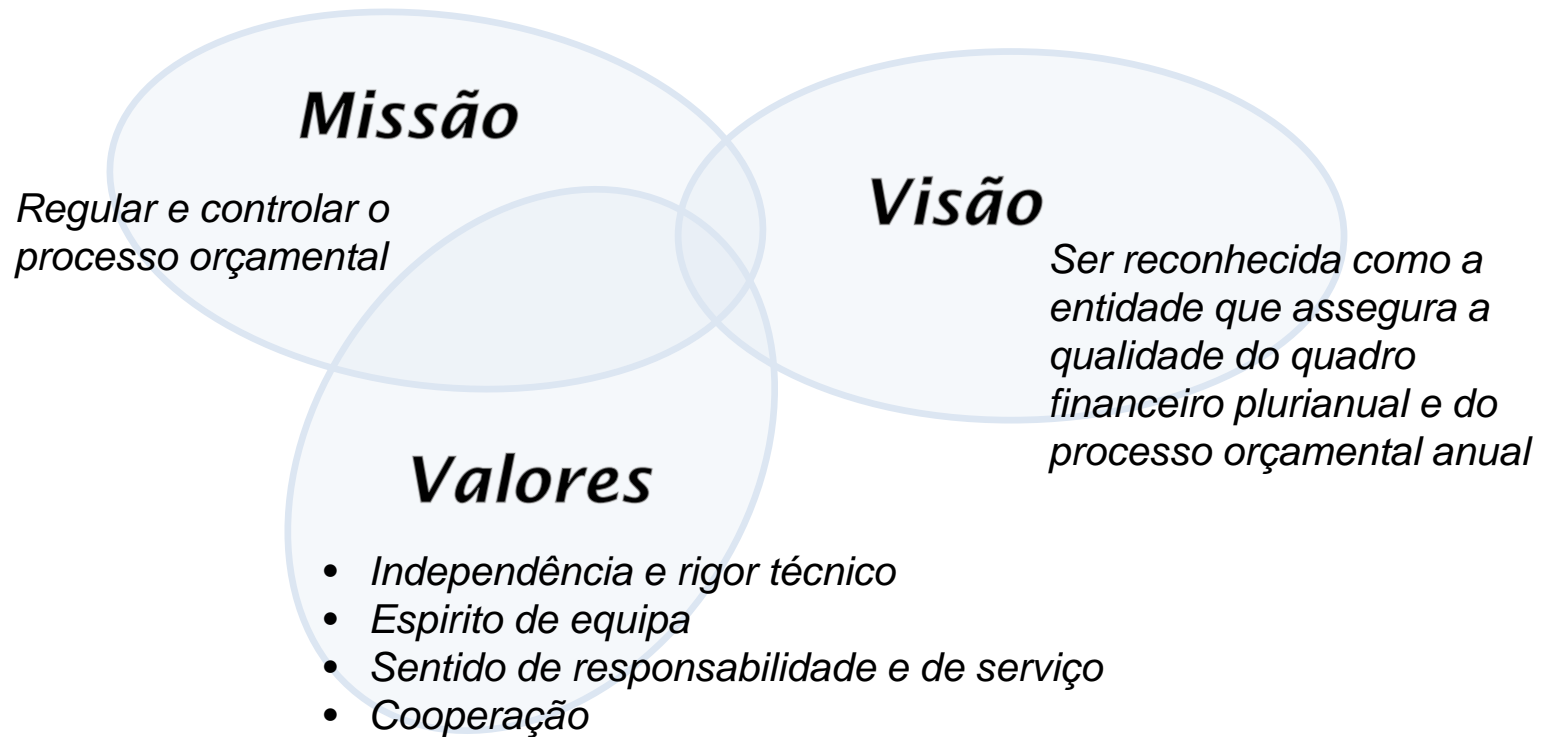 Missão
Regular e controlar o
processo orçamental
Visão
Ser reconhecida como a
entidade que assegura a
qualidade do quadro
financeiro plurianual e do
processo orçamental anual
Valores
• Independência e rigor técnico
• Espirito de equipa
• Sentido de responsabilidade e de serviço
• Cooperação